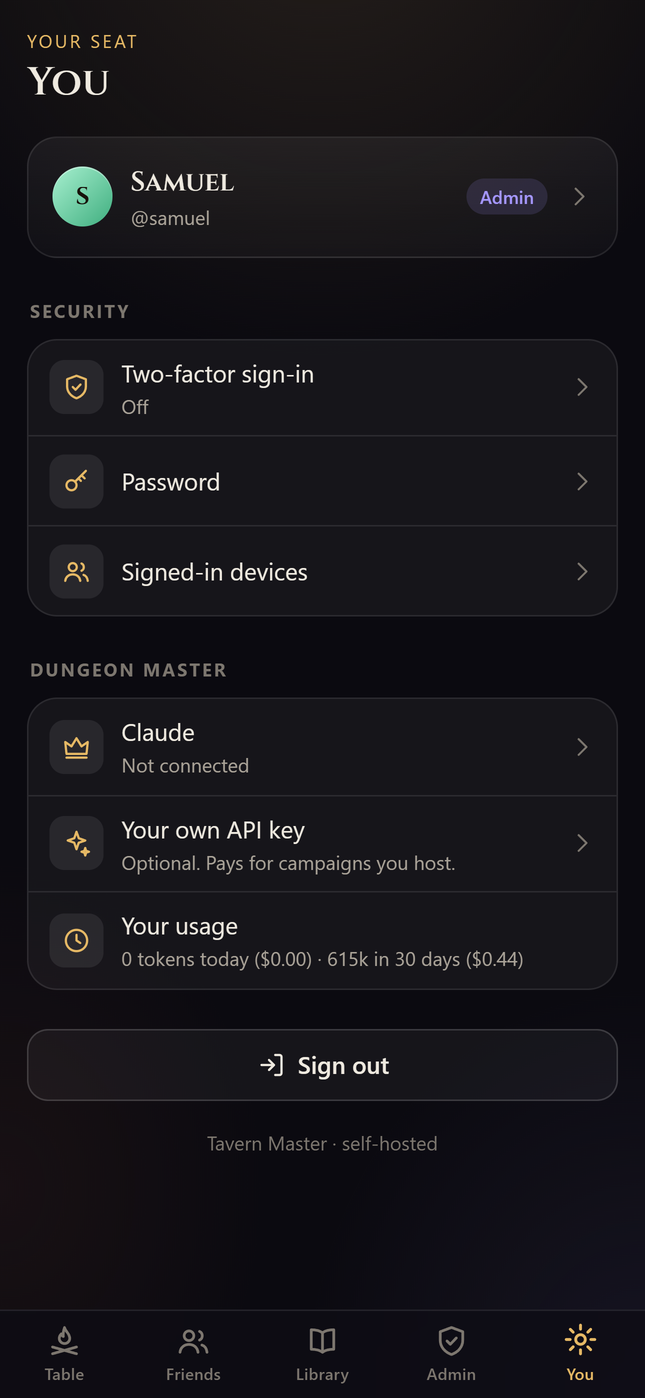 YOUR SEAT
You
S
Samuel
@samuel
Admin
SECURITY
Two-factor sign-in
Off
Password
Signed-in devices
DUNGEON MASTER
Claude
Not connected
Your own API key
Optional. Pays for campaigns you host.
Your usage
0 tokens today ($0.00) · 615k in 30 days ($0.44)
Sign out
Tavern Master · self-hosted
Table
Friends
Library
Admin
You